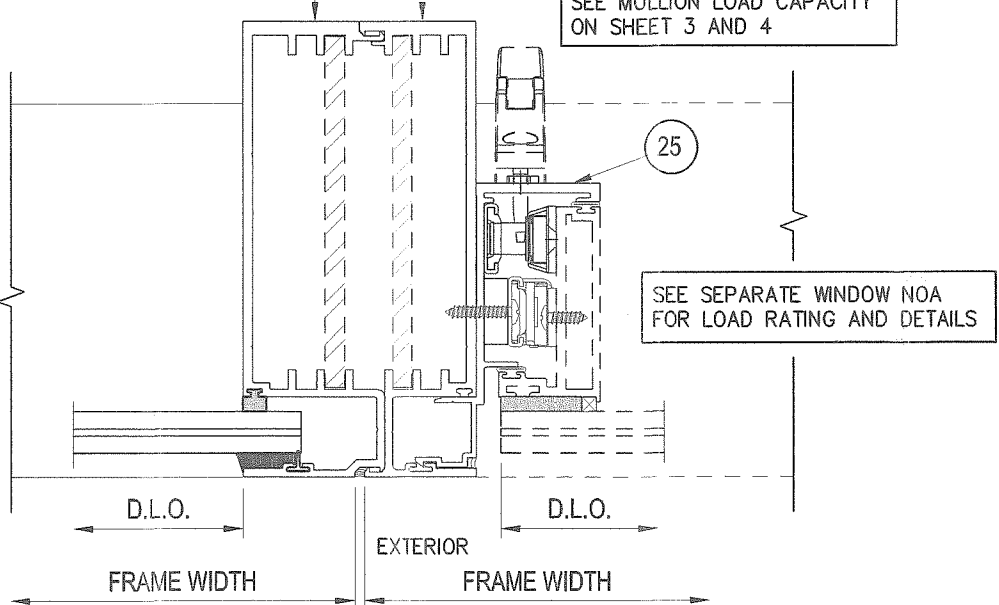 SEE MULLION LOAD CAPACITY
ON SHEET 3 AND 4
25
SEE SEPARATE WINDOW NOA
FOR LOAD RATING AND DETAILS
D.L.O.
D.L.O.
EXTERIOR
FRAME WIDTH
FRAME WIDTH